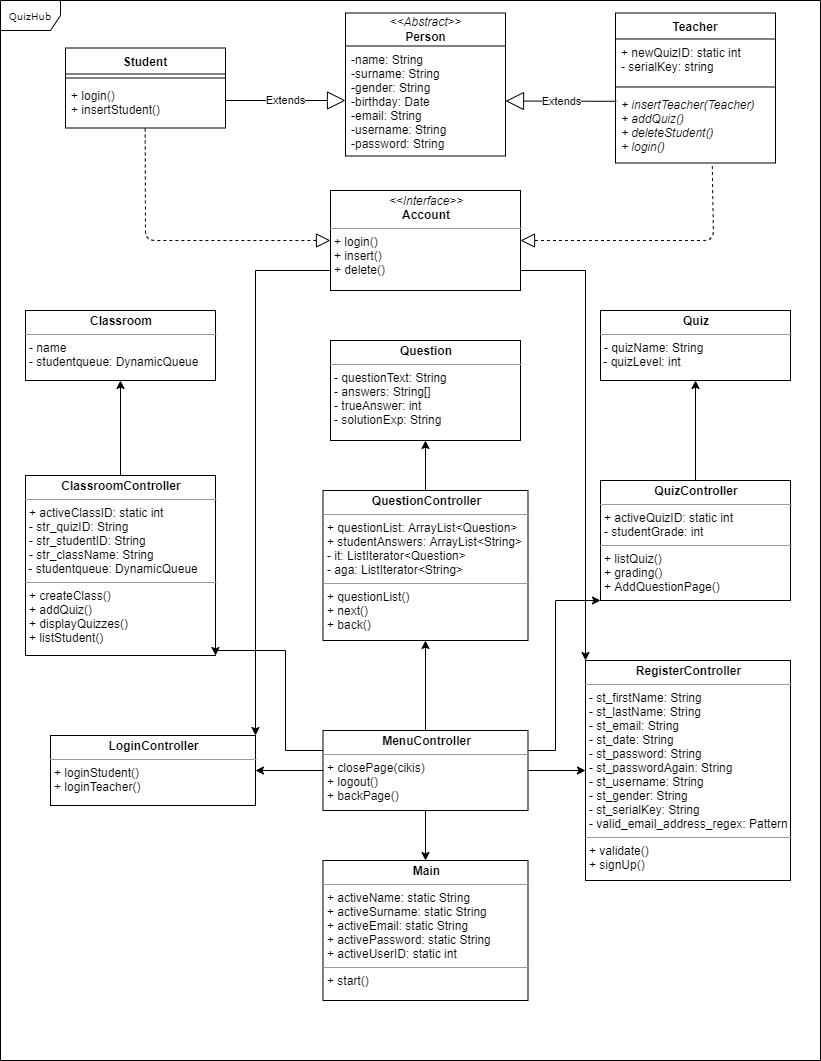 QuizHub
<<Abstract>>
Person
-name: String
-surname: String
-gender: String
-birthday: Date
-email: String
-username: String
-password: String
Student
+ login()
+ insertStudent()
Extends
Extends
Teacher
+ newQuizID: static int
- serialKey: string
+ insertTeacher(Teacher)
+ addQuiz()
+ deleteStudent()
+ login()
<<Interface>>
Account
+ login()
+ insert()
+ delete()
Classroom
- name
- studentqueue: DynamicQueue
Question
- questionText: String
- answers: String[]
- trueAnswer: int
- solutionExp: String
Quiz
- quizName: String
- quizLevel: int
ClassroomController
+ activeClassID: static int
- str_quizID: String
- str_studentID: String
- str_className: String
- studentqueue: DynamicQueue
+ createClass()
+ addQuiz()
+ displayQuizzes()
+ listStudent()
QuestionController
+ questionList: ArrayList<Question>
+ studentAnswers: ArrayList<String>
- it: ListIterator<Question>
- aga: ListIterator<String>
+ questionList()
+ next()
+ back()
QuizController
+ activeQuizID: static int
- studentGrade: int
+ listQuiz()
+ grading()
+ AddQuestionPage()
RegisterController
- st_firstName: String
- st_lastName: String
- st_email: String
- st_date: String
- st_password: String
- st_passwordAgain: String
- st_username: String
- st_gender: String
- st_serialKey: String
- valid_email_address_regex: Pattern
+ validate()
+ signUp()
LoginController
+ loginStudent()
+ loginTeacher()
MenuController
+ closePage(cikis)
+ logout()
+ backPage()
Main
+ activeName: static String
+ activeSurname: static String
+ activeEmail: static String
+ activePassword: static String
+ activeUserID: static int
+ start()